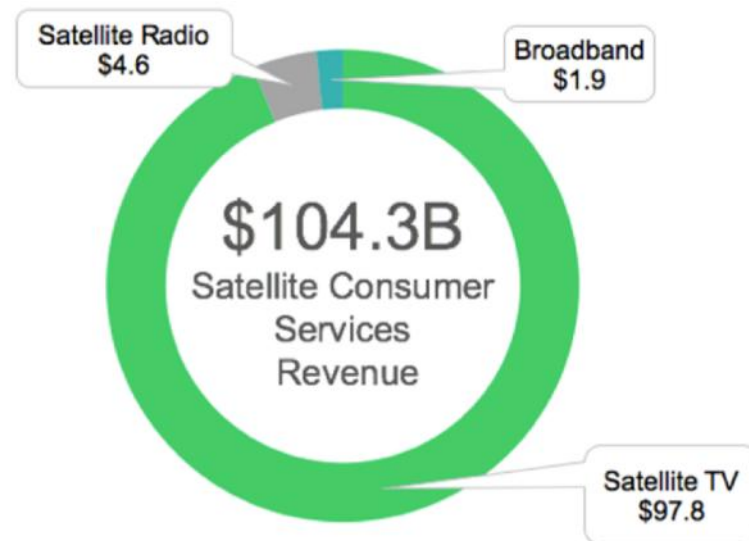 Satellite Radio
$4.6
Broadband
$1.9
$104.3B
Satellite Consumer
Services
Revenue
Satellite TV
$97.8